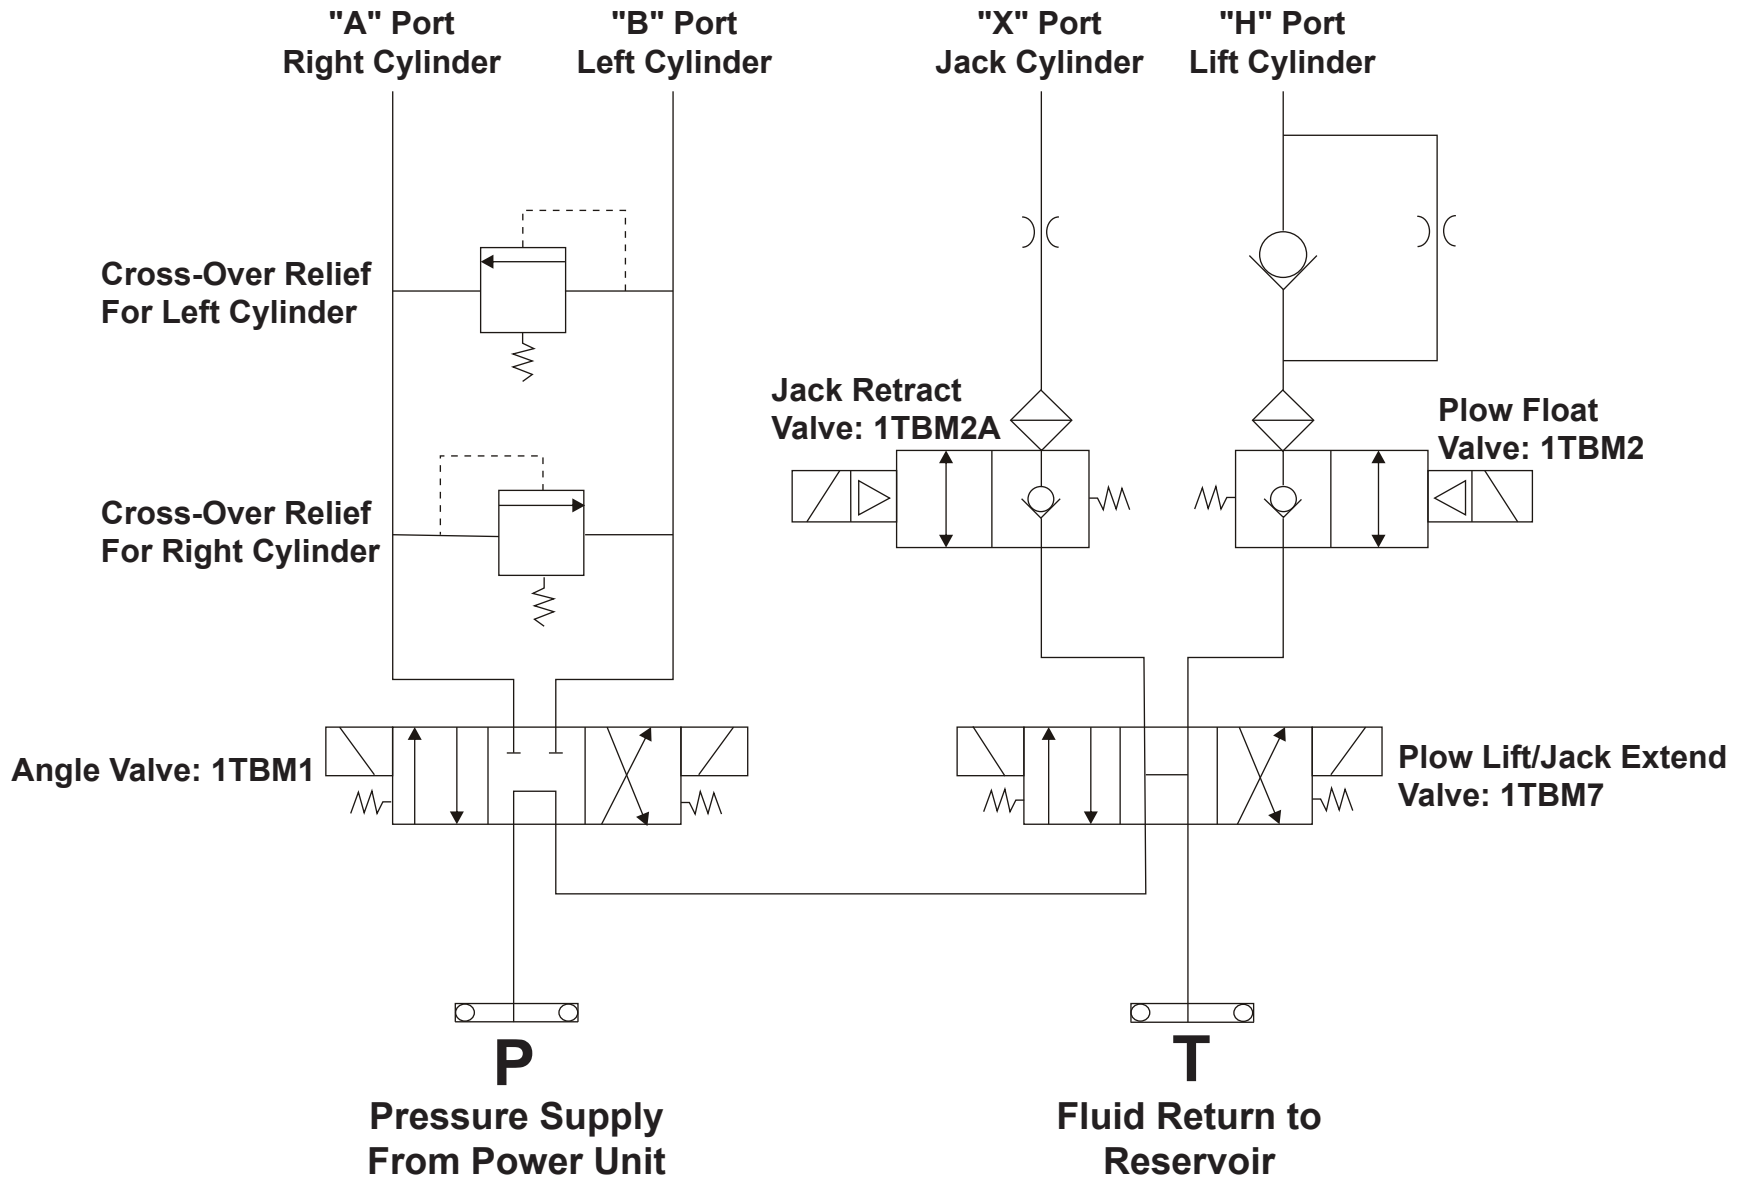 "A" Port
Right Cylinder
"B" Port
Left Cylinder
"X" Port
Jack Cylinder
"H" Port
Lift Cylinder
Cross-Over Relief
For Left Cylinder
Jack Retract
Valve: 1TBM2A
Plow Float
Valve: 1TBM2
Cross-Over Relief
For Right Cylinder
Angle Valve: 1TBM1
Plow Lift/Jack Extend
Valve: 1TBM7
P
Pressure Supply
From Power Unit
T
Fluid Return to
Reservoir